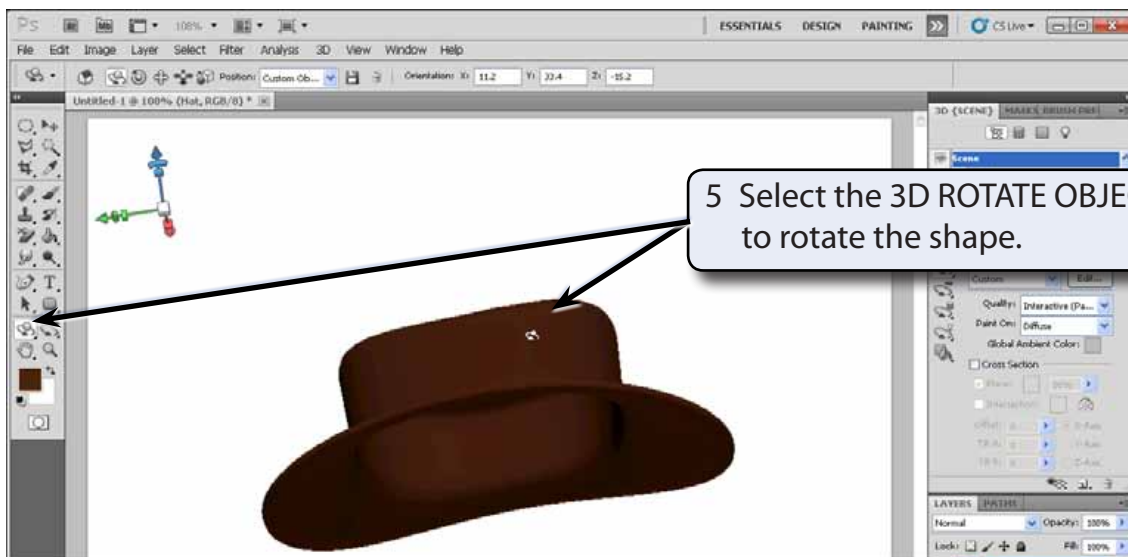 Ps 108%
ESSENTIALS DESIGN PAINTING CS Live
File Edit Image Layer Select Filter Analysis 3D View Window Help
Position: Custom Ob... Orientation: X: 11.2 Y: 33.4 Z: -15.2
Untitled-1 @ 100% (Hat, RGB/8) *
3D {SCENE} MASKS
Scene
5 Select the 3D ROTATE OBJE
to rotate the shape.
Custom Edit...
Quality: Interactive (Pa...
Paint On: Diffuse
Global Ambient Color:
Cross Section
LAYERS PATHS
Normal Opacity: 100%
Lock: Fill: 100%